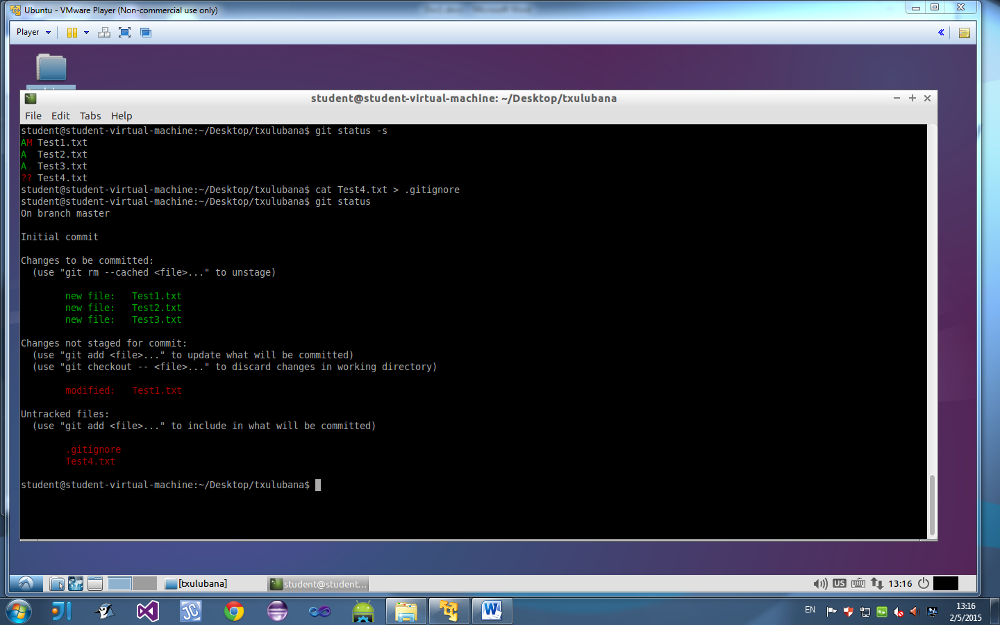 Ubuntu - VMware Player (Non-commercial use only)
Player
student@student-virtual-machine: ~/Desktop/txulubana
File Edit Tabs Help
student@student-virtual-machine:~/Desktop/txulubana$ git status -s
AM Test1.txt
A  Test2.txt
A  Test3.txt
?? Test4.txt
student@student-virtual-machine:~/Desktop/txulubana$ cat Test4.txt > .gitignore
student@student-virtual-machine:~/Desktop/txulubana$ git status
On branch master
Initial commit
Changes to be committed:
(use "git rm --cached <file>..." to unstage)
new file:   Test1.txt
new file:   Test2.txt
new file:   Test3.txt
Changes not staged for commit:
(use "git add <file>..." to update what will be committed)
(use "git checkout -- <file>..." to discard changes in working directory)
modified:   Test1.txt
Untracked files:
(use "git add <file>..." to include in what will be committed)
.gitignore
Test4.txt
student@student-virtual-machine:~/Desktop/txulubana$
[txulubana]
student@student...
US
13:16
EN
13:16
2/5/2015